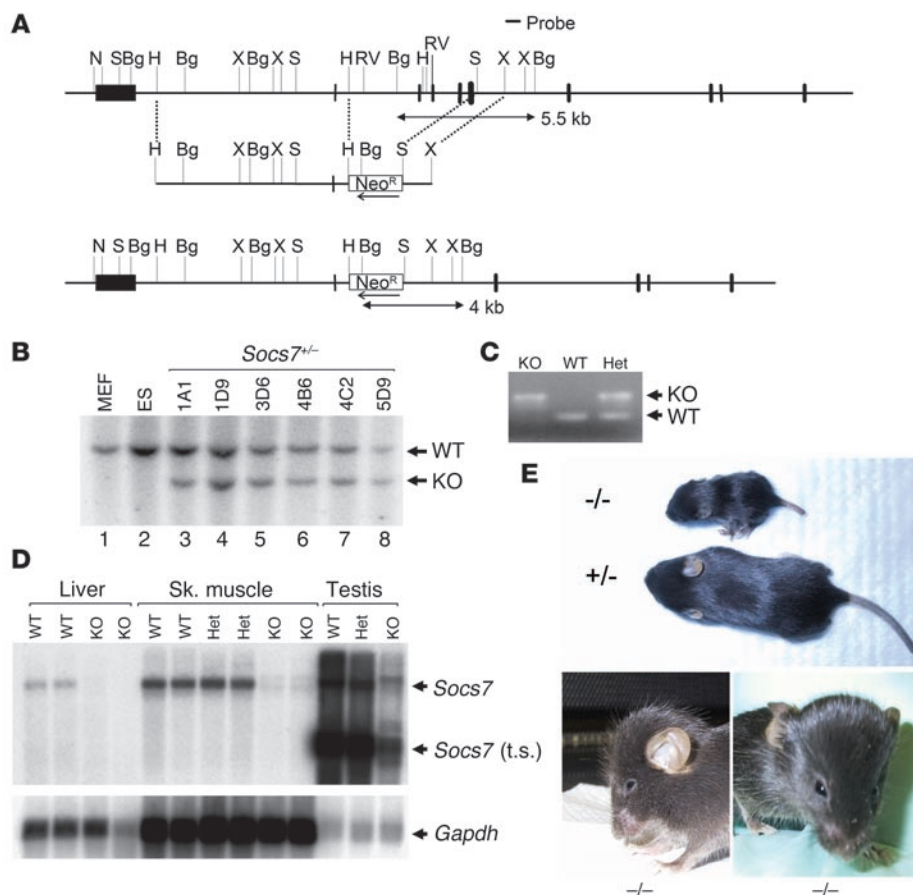 A
Probe
N S Bg H Bg X Bg X S H RV Bg H RV S X X Bg
5.5 kb
H Bg X Bg X S H Bg S X
Neo^R
N S Bg H Bg X Bg X S H Bg S X X Bg
Neo^R
4 kb
B
Socs7+/−
MEF ES 1A1 1D9 3D6 4B6 4C2 5D9
WT
KO
1 2 3 4 5 6 7 8
C
KO WT Het
KO
WT
D
Liver Sk. muscle Testis
WT WT KO KO WT WT Het Het KO KO WT Het KO
Socs7
Socs7 (t.s.)
Gapdh
E
-/-
+/-
–/– –/–